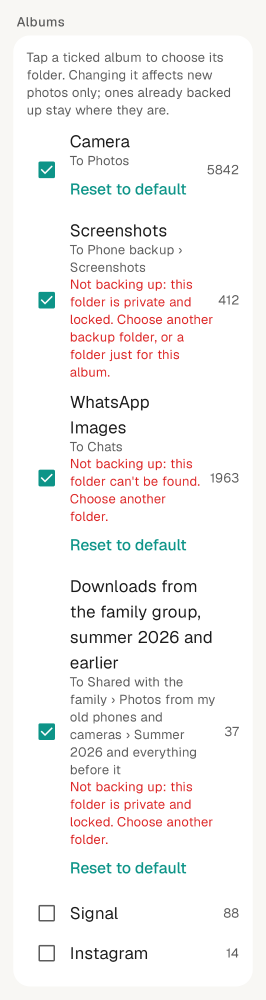 Albums
Tap a ticked album to choose its
folder. Changing it affects new
photos only; ones already backed
up stay where they are.
Camera
To Photos
5842
Reset to default
Screenshots
To Phone backup ›
Screenshots
Not backing up: this
folder is private and
locked. Choose another
backup folder, or a
folder just for this
album.
412
WhatsApp
Images
To Chats
Not backing up: this
folder can't be found.
Choose another
folder.
1963
Reset to default
Downloads from
the family group,
summer 2026 and
earlier
To Shared with the
family › Photos from my
old phones and
cameras › Summer
2026 and everything
before it
Not backing up: this
folder is private and
locked. Choose another
folder.
37
Reset to default
Signal
88
Instagram
14